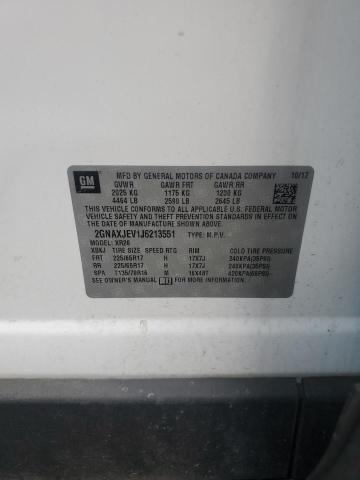 GM
MFD BY GENERAL MOTORS OF CANADA COMPANY 10/17
GVWR GAWR FRT GAWR RR
2025 KG 1175 KG 1200 KG
4464 LB 2590 LB 2645 LB
THIS VEHICLE CONFORMS TO ALL APPLICABLE U.S. FEDERAL MOTOR
VEHICLE SAFETY AND THEFT PREVENTION STANDARDS IN EFFECT ON THE
DATE OF MANUFACTURE SHOWN ABOVE.
2GNAXJEV1J6213551 TYPE: M.P.V.
MODEL: XR26
XBKJ TIRE SIZE SPEED RTG RIM COLD TIRE PRESSURE
FRT 225/65R17 H 17X7J 240KPA(35PSI)
RR 225/65R17 H 17X7J 240KPA(35PSI)
SPA T135/70R16 M 16X4BT 420KPA(60PSI)
SEE OWNER'S MANUAL FOR MORE INFORMATION.